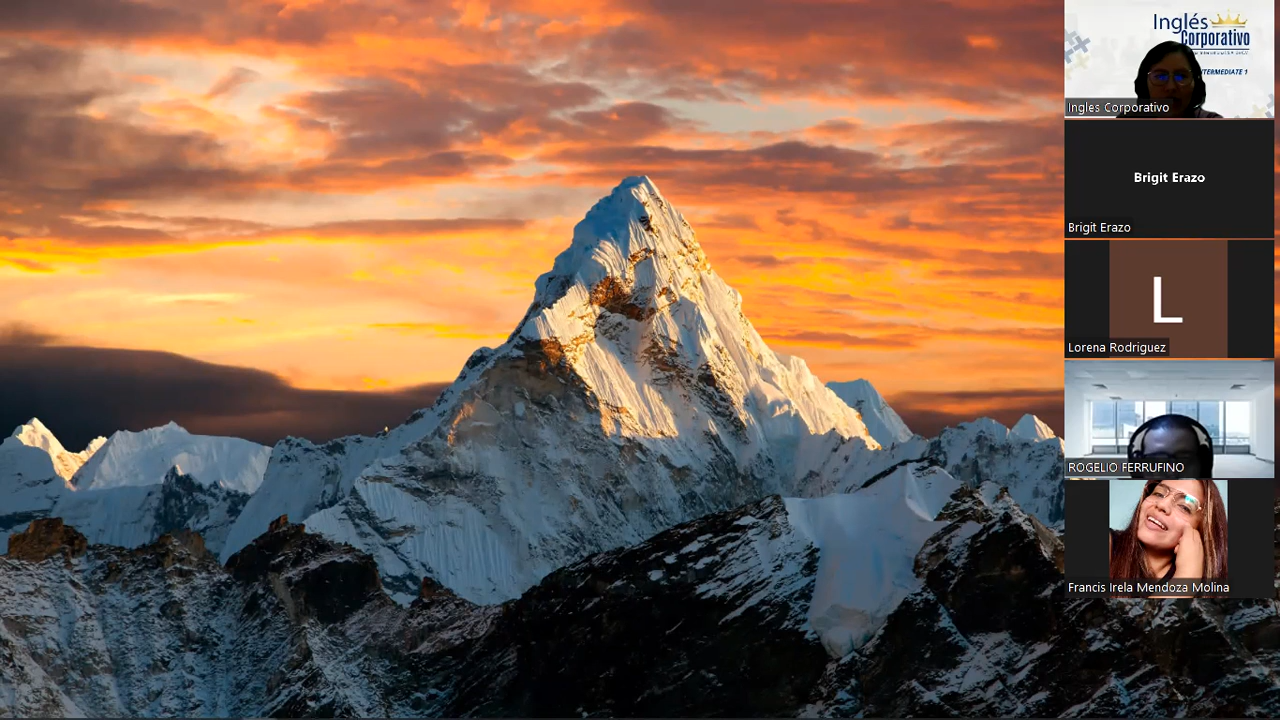 Inglés
Corporativo
INTERMEDIATE 1
Ingles Corporativo
Brigit Erazo
Brigit Erazo
L
Lorena Rodriguez
ROGELIO FERRUFINO
Francis Irela Mendoza Molina